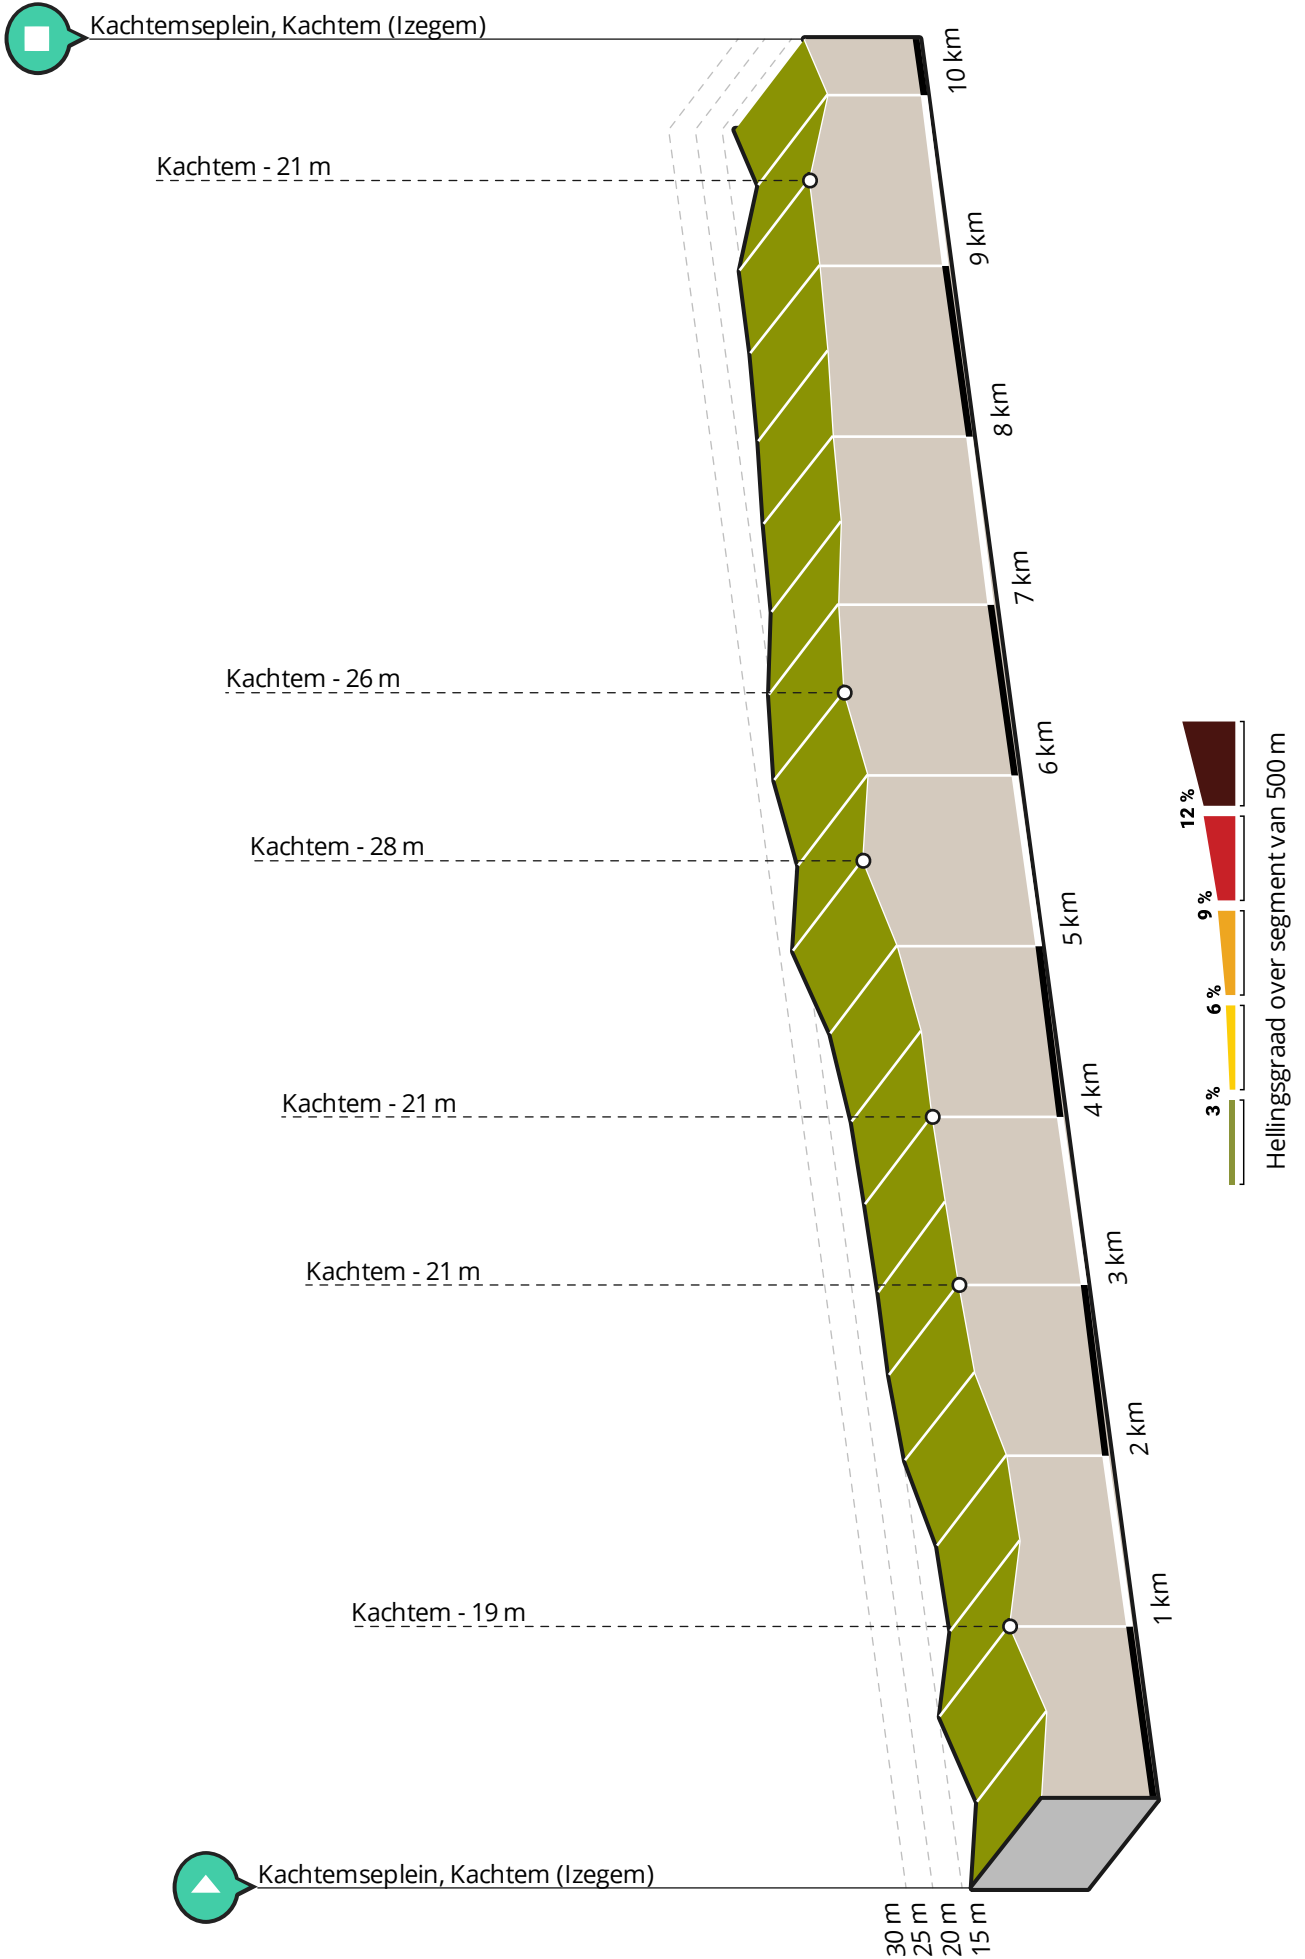 Kachtemseplein, Kachtem (Izegem)
10 km
Kachtem - 21 m
9 km
8 km
7 km
Kachtem - 26 m
6 km
Kachtem - 28 m
5 km
Kachtem - 21 m
4 km
Kachtem - 21 m
3 km
2 km
Kachtem - 19 m
1 km
Kachtemseplein, Kachtem (Izegem)
30 m
25 m
20 m
15 m
3 %
6 %
9 %
12 %
Hellingsgraad over segment van 500 m